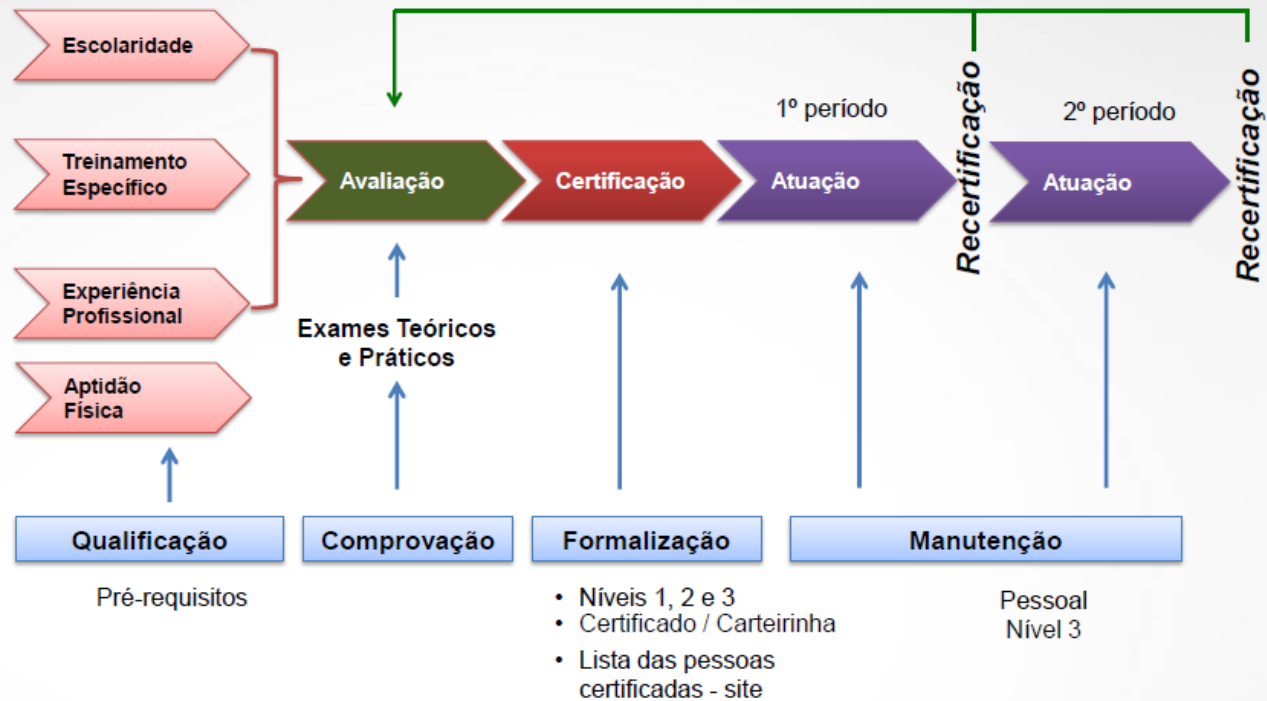 Escolaridade
Treinamento
Específico
Experiência
Profissional
Aptidão
Física
Avaliação
Certificação
1º período
Atuação
Recertificação
2º período
Atuação
Recertificação
Exames Teóricos
e Práticos
Qualificação
Comprovação
Formalização
Manutenção
Pré-requisitos
• Níveis 1, 2 e 3
• Certificado / Carteirinha
• Lista das pessoas
certificadas - site
Pessoal
Nível 3